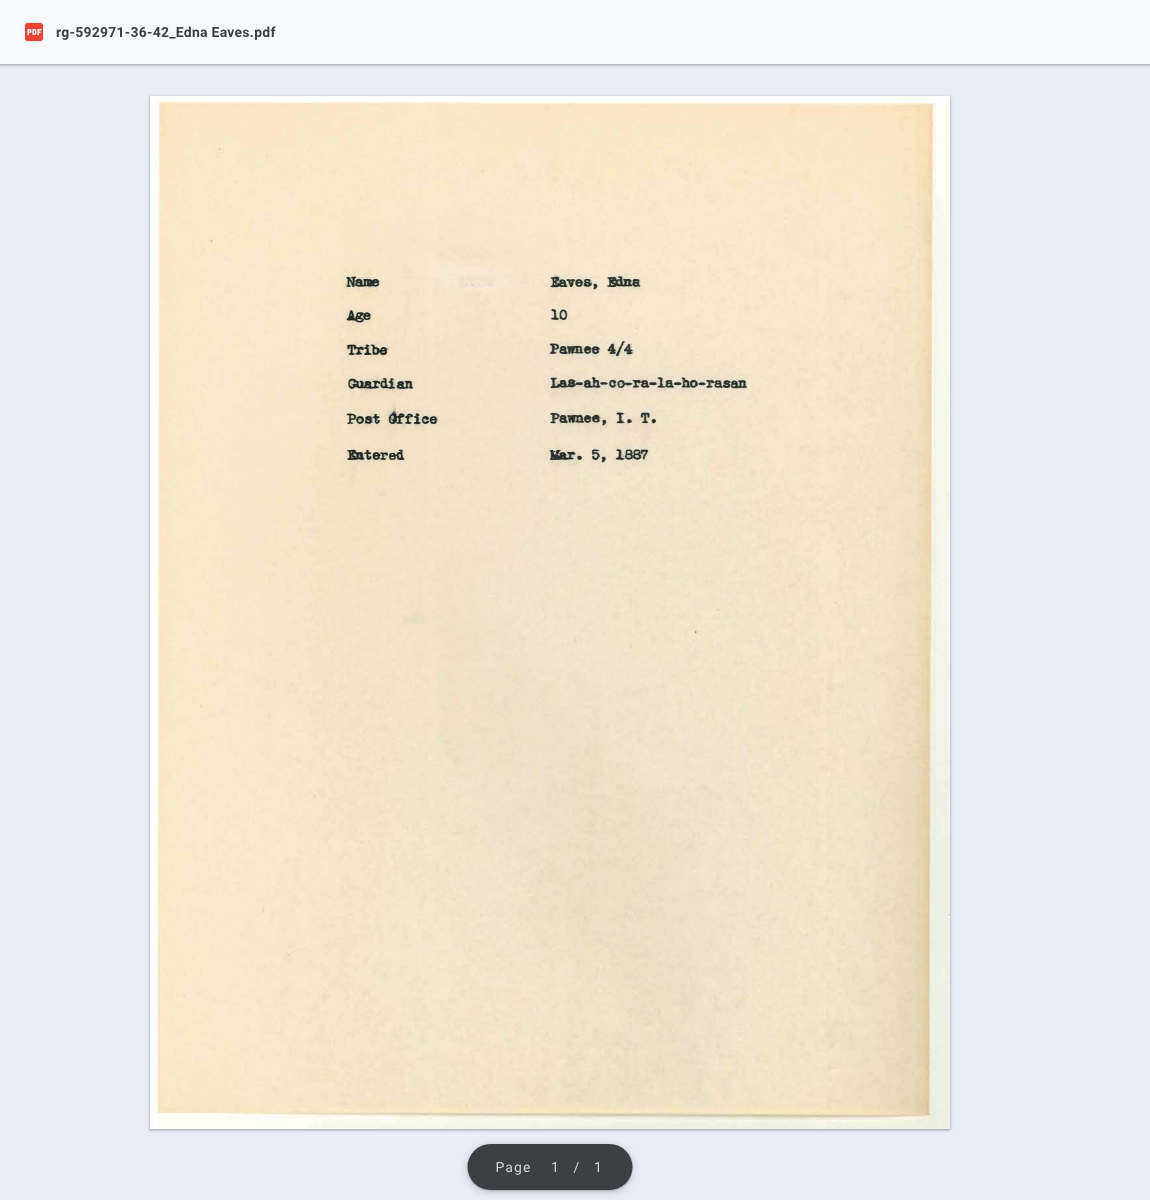 PDF rg-592971-36-42_Edna Eaves.pdf
Name Eaves, Edna
Age 10
Tribe Pawnee 4/4
Guardian Las-ah-co-ra-la-ho-rasan
Post Office Pawnee, I. T.
Entered Mar. 5, 1887
Page 1 / 1